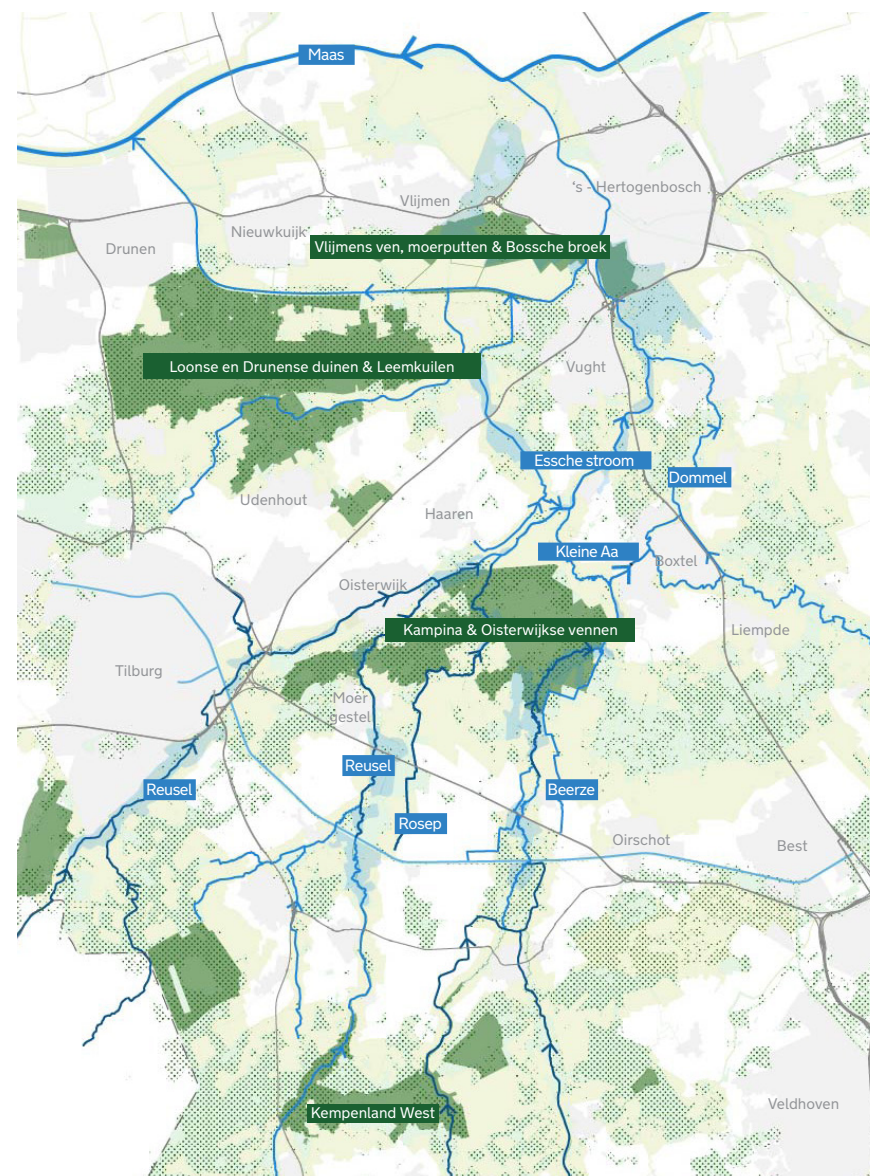 Maas
's - Hertogenbosch
Vlijmen
Nieuwkuijk
Drunen
Vlijmens ven, moerputten & Bossche broek
Loonse en Drunense duinen & Leemkuilen
Vught
Essche stroom
Dommel
Udenhout
Haaren
Kleine Aa
Boxtel
Oisterwijk
Kampina & Oisterwijkse vennen
Liempde
Tilburg
Moer
gestel
Reusel
Reusel
Beerze
Rosep
Oirschot
Best
Kempenland West
Veldhoven